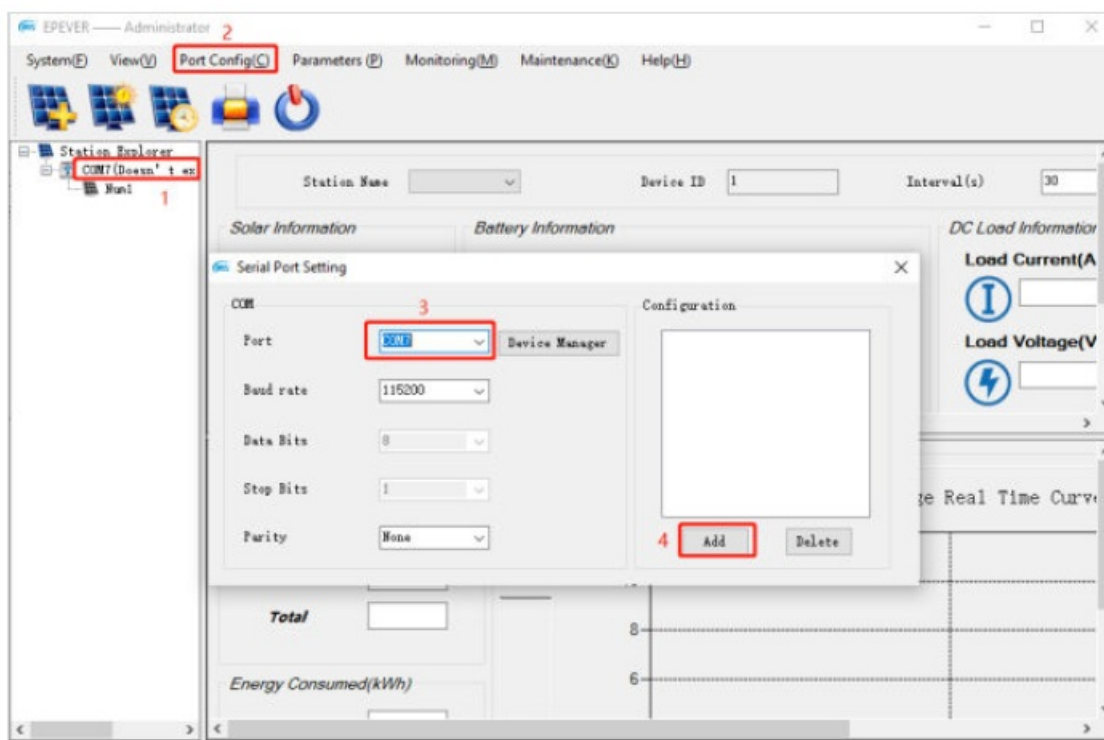 EPEVER —— Administrator
2
System(F) View(V) Port Config(C) Parameters (P) Monitoring(M) Maintenance(K) Help(H)
Station Explorer
COM7(Doesn't ex
Num1
1
Station Name
Device ID 1
Interval(s) 30
Solar Information
Battery Information
DC Load Information
Load Current(A
Load Voltage(V
Serial Port Setting
COM
3
Port COM7 Device Manager
Baud rate 115200
Data Bits 8
Stop Bits 1
Parity None
Configuration
4 Add Delete
ge Real Time Curve
Total
8
6
Energy Consumed(kWh)